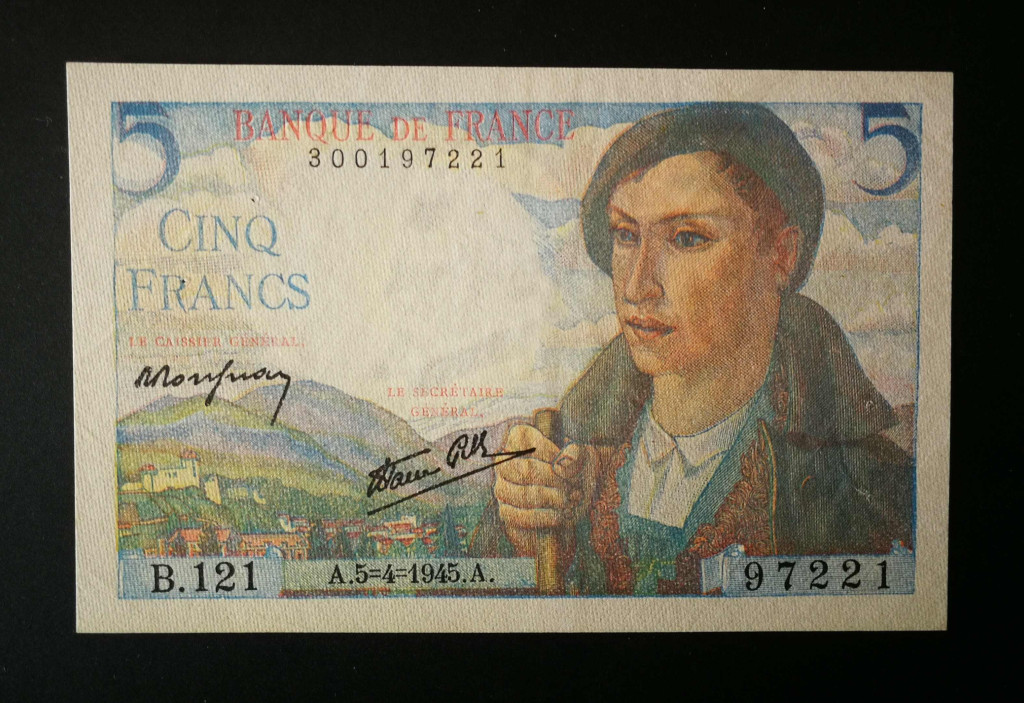 5 BANQUE DE FRANCE 5
300197221
CINQ
FRANCS
LE CAISSIER GÉNÉRAL,
LE SECRÉTAIRE
GÉNÉRAL,
B.121 A.5=4=1945.A. 97221